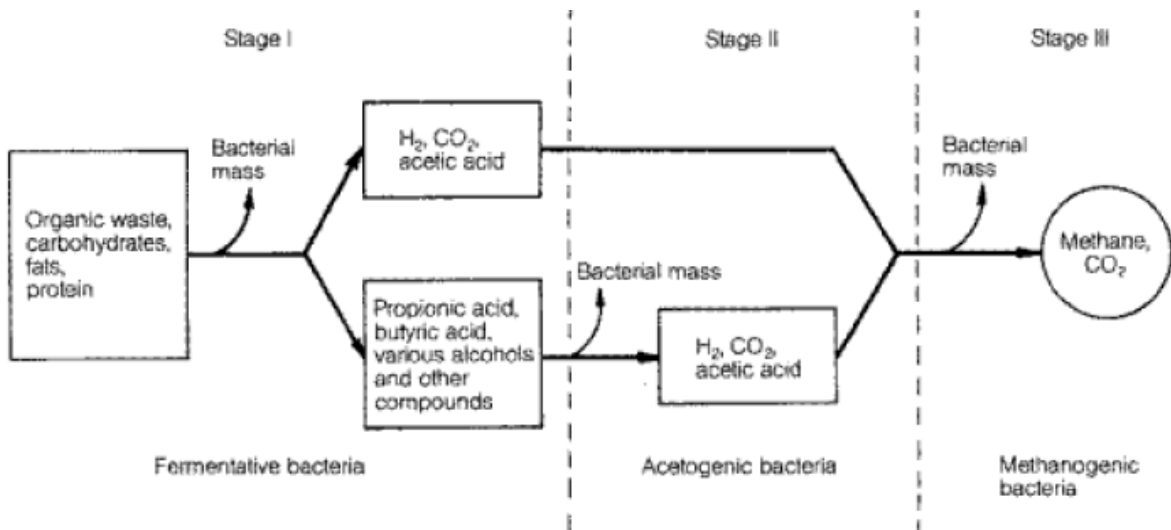 Stage I
Stage II
Stage III
Organic waste,
carbohydrates,
fats,
protein
Bacterial
mass
H₂, CO₂,
acetic acid
Propionic acid,
butyric acid,
various alcohols
and other
compounds
Bacterial mass
H₂, CO₂,
acetic acid
Bacterial
mass
Methane,
CO₂
Fermentative bacteria
Acetogenic bacteria
Methanogenic
bacteria